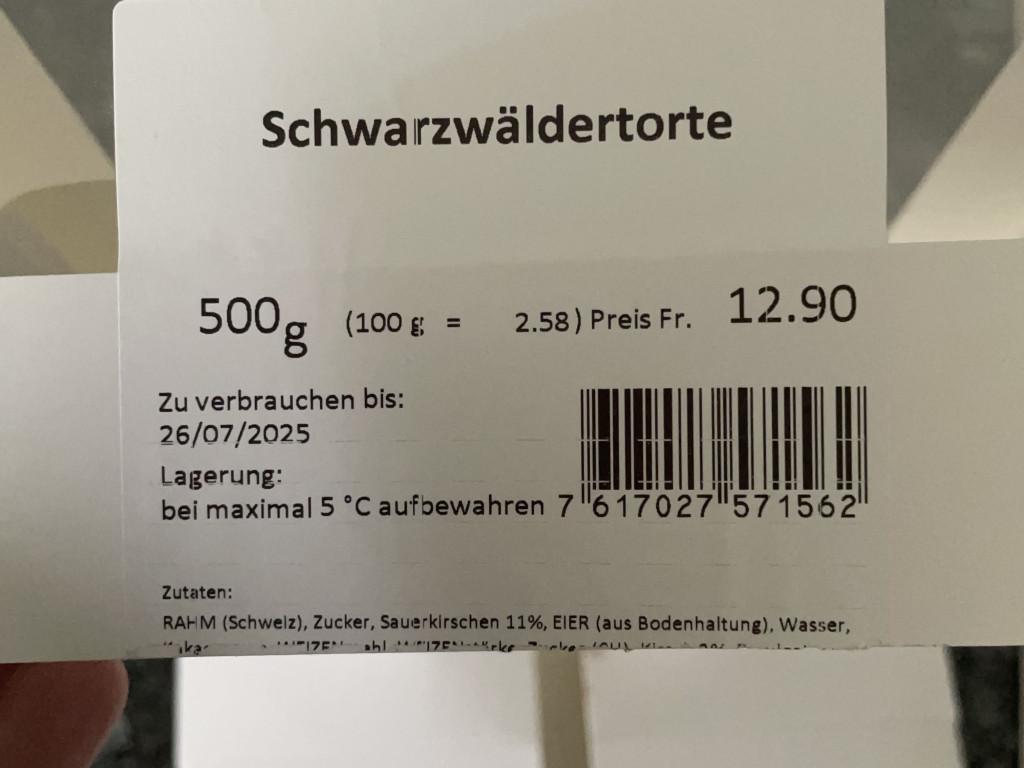 Schwarzwäldertorte
500g (100 g = 2.58) Preis Fr. 12.90
Zu verbrauchen bis:
26/07/2025
Lagerung:
bei maximal 5 °C aufbewahren
7 617027 571562
Zutaten:
RAHM (Schweiz), Zucker, Sauerkirschen 11%, EIER (aus Bodenhaltung), Wasser,